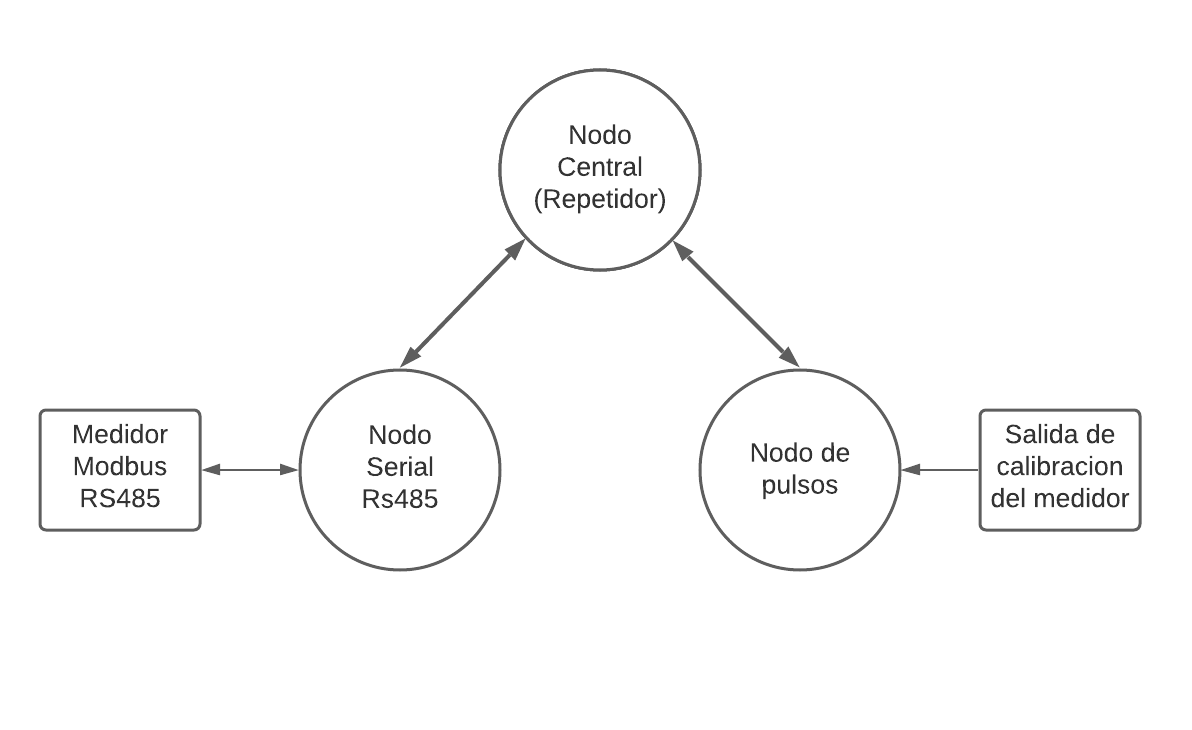 Nodo
Central
(Repetidor)
Medidor
Modbus
RS485
Nodo
Serial
Rs485
Nodo de
pulsos
Salida de
calibracion
del medidor